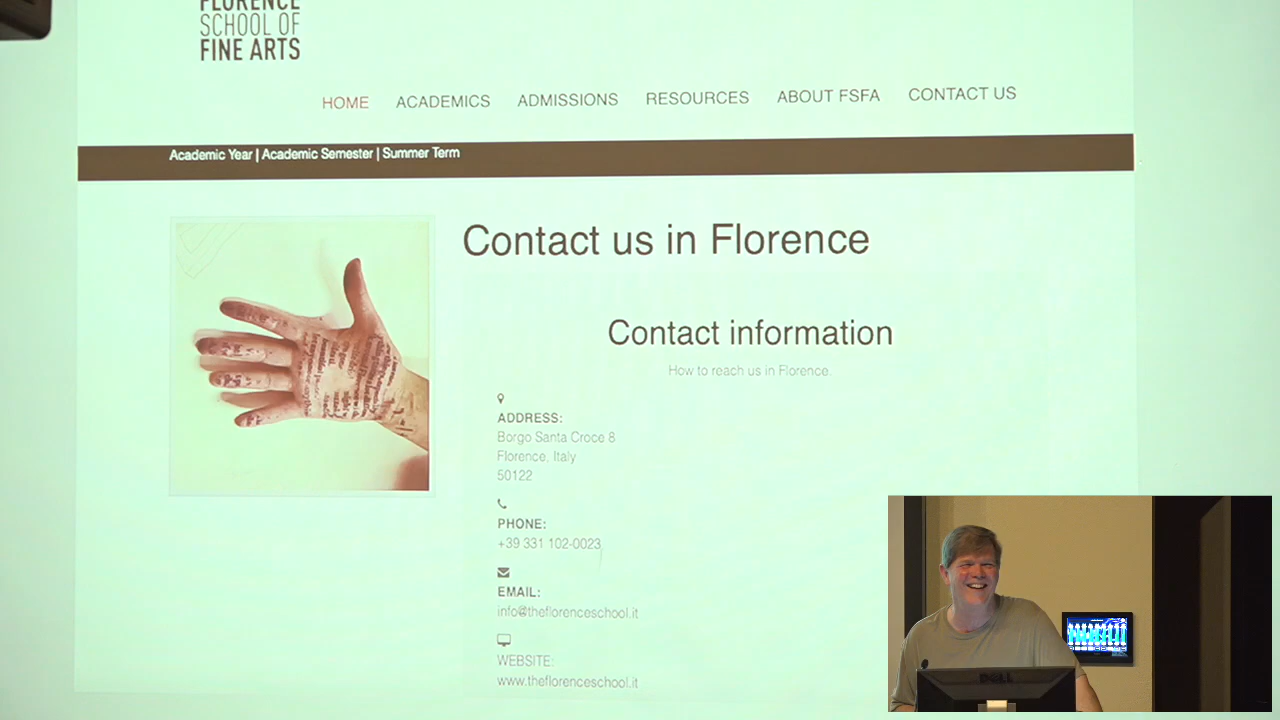 FLORENCE
SCHOOL OF
FINE ARTS
HOME ACADEMICS ADMISSIONS RESOURCES ABOUT FSFA CONTACT US
Academic Year | Academic Semester | Summer Term
Contact us in Florence
Contact information
How to reach us in Florence.
ADDRESS:
Borgo Santa Croce 8
Florence, Italy
50122
PHONE:
+39 331 102-0023
EMAIL:
info@theflorenceschool.it
WEBSITE:
www.theflorenceschool.it
DELL